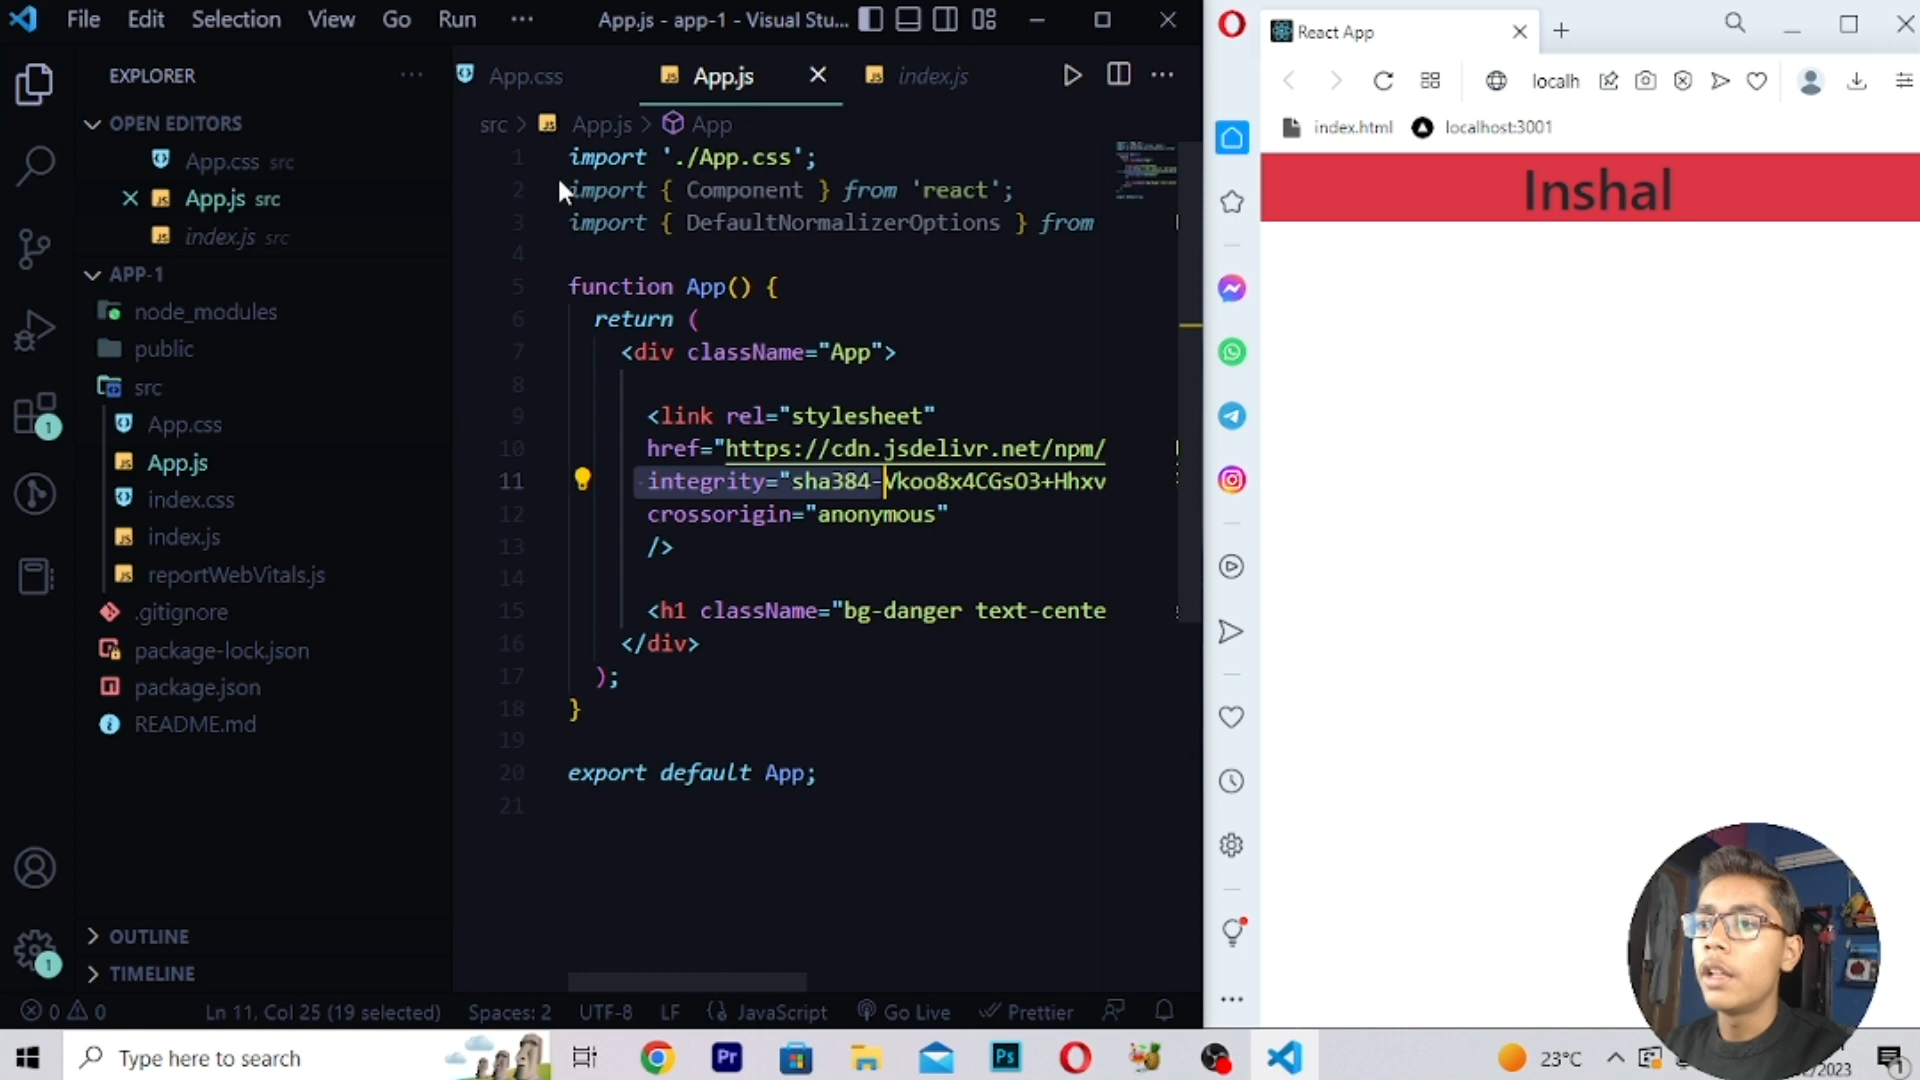 File Edit Selection View Go Run ··· App.js - app-1 - Visual Stu...
EXPLORER
OPEN EDITORS
App.css src
App.js src
index.js src
APP-1
node_modules
public
src
App.css
App.js
index.css
index.js
reportWebVitals.js
.gitignore
package-lock.json
package.json
README.md
OUTLINE
TIMELINE
1
1
App.css App.js index.js
src > App.js > App
1 import './App.css';
2 import { Component } from 'react';
3 import { DefaultNormalizerOptions } from
4
5 function App() {
6 return (
7 <div className="App">
8
9 <link rel="stylesheet"
10 href="https://cdn.jsdelivr.net/npm/
11 integrity="sha384-Vkoo8x4CGsO3+Hhxv
12 crossorigin="anonymous"
13 />
14
15 <h1 className="bg-danger text-cente
16 </div>
17 );
18 }
19
20 export default App;
21
0 0 Ln 11, Col 25 (19 selected) Spaces: 2 UTF-8 LF JavaScript Go Live Prettier
React App
localh
index.html localhost:3001
Inshal
Type here to search
Pr
Ps
23°C
/2023
1